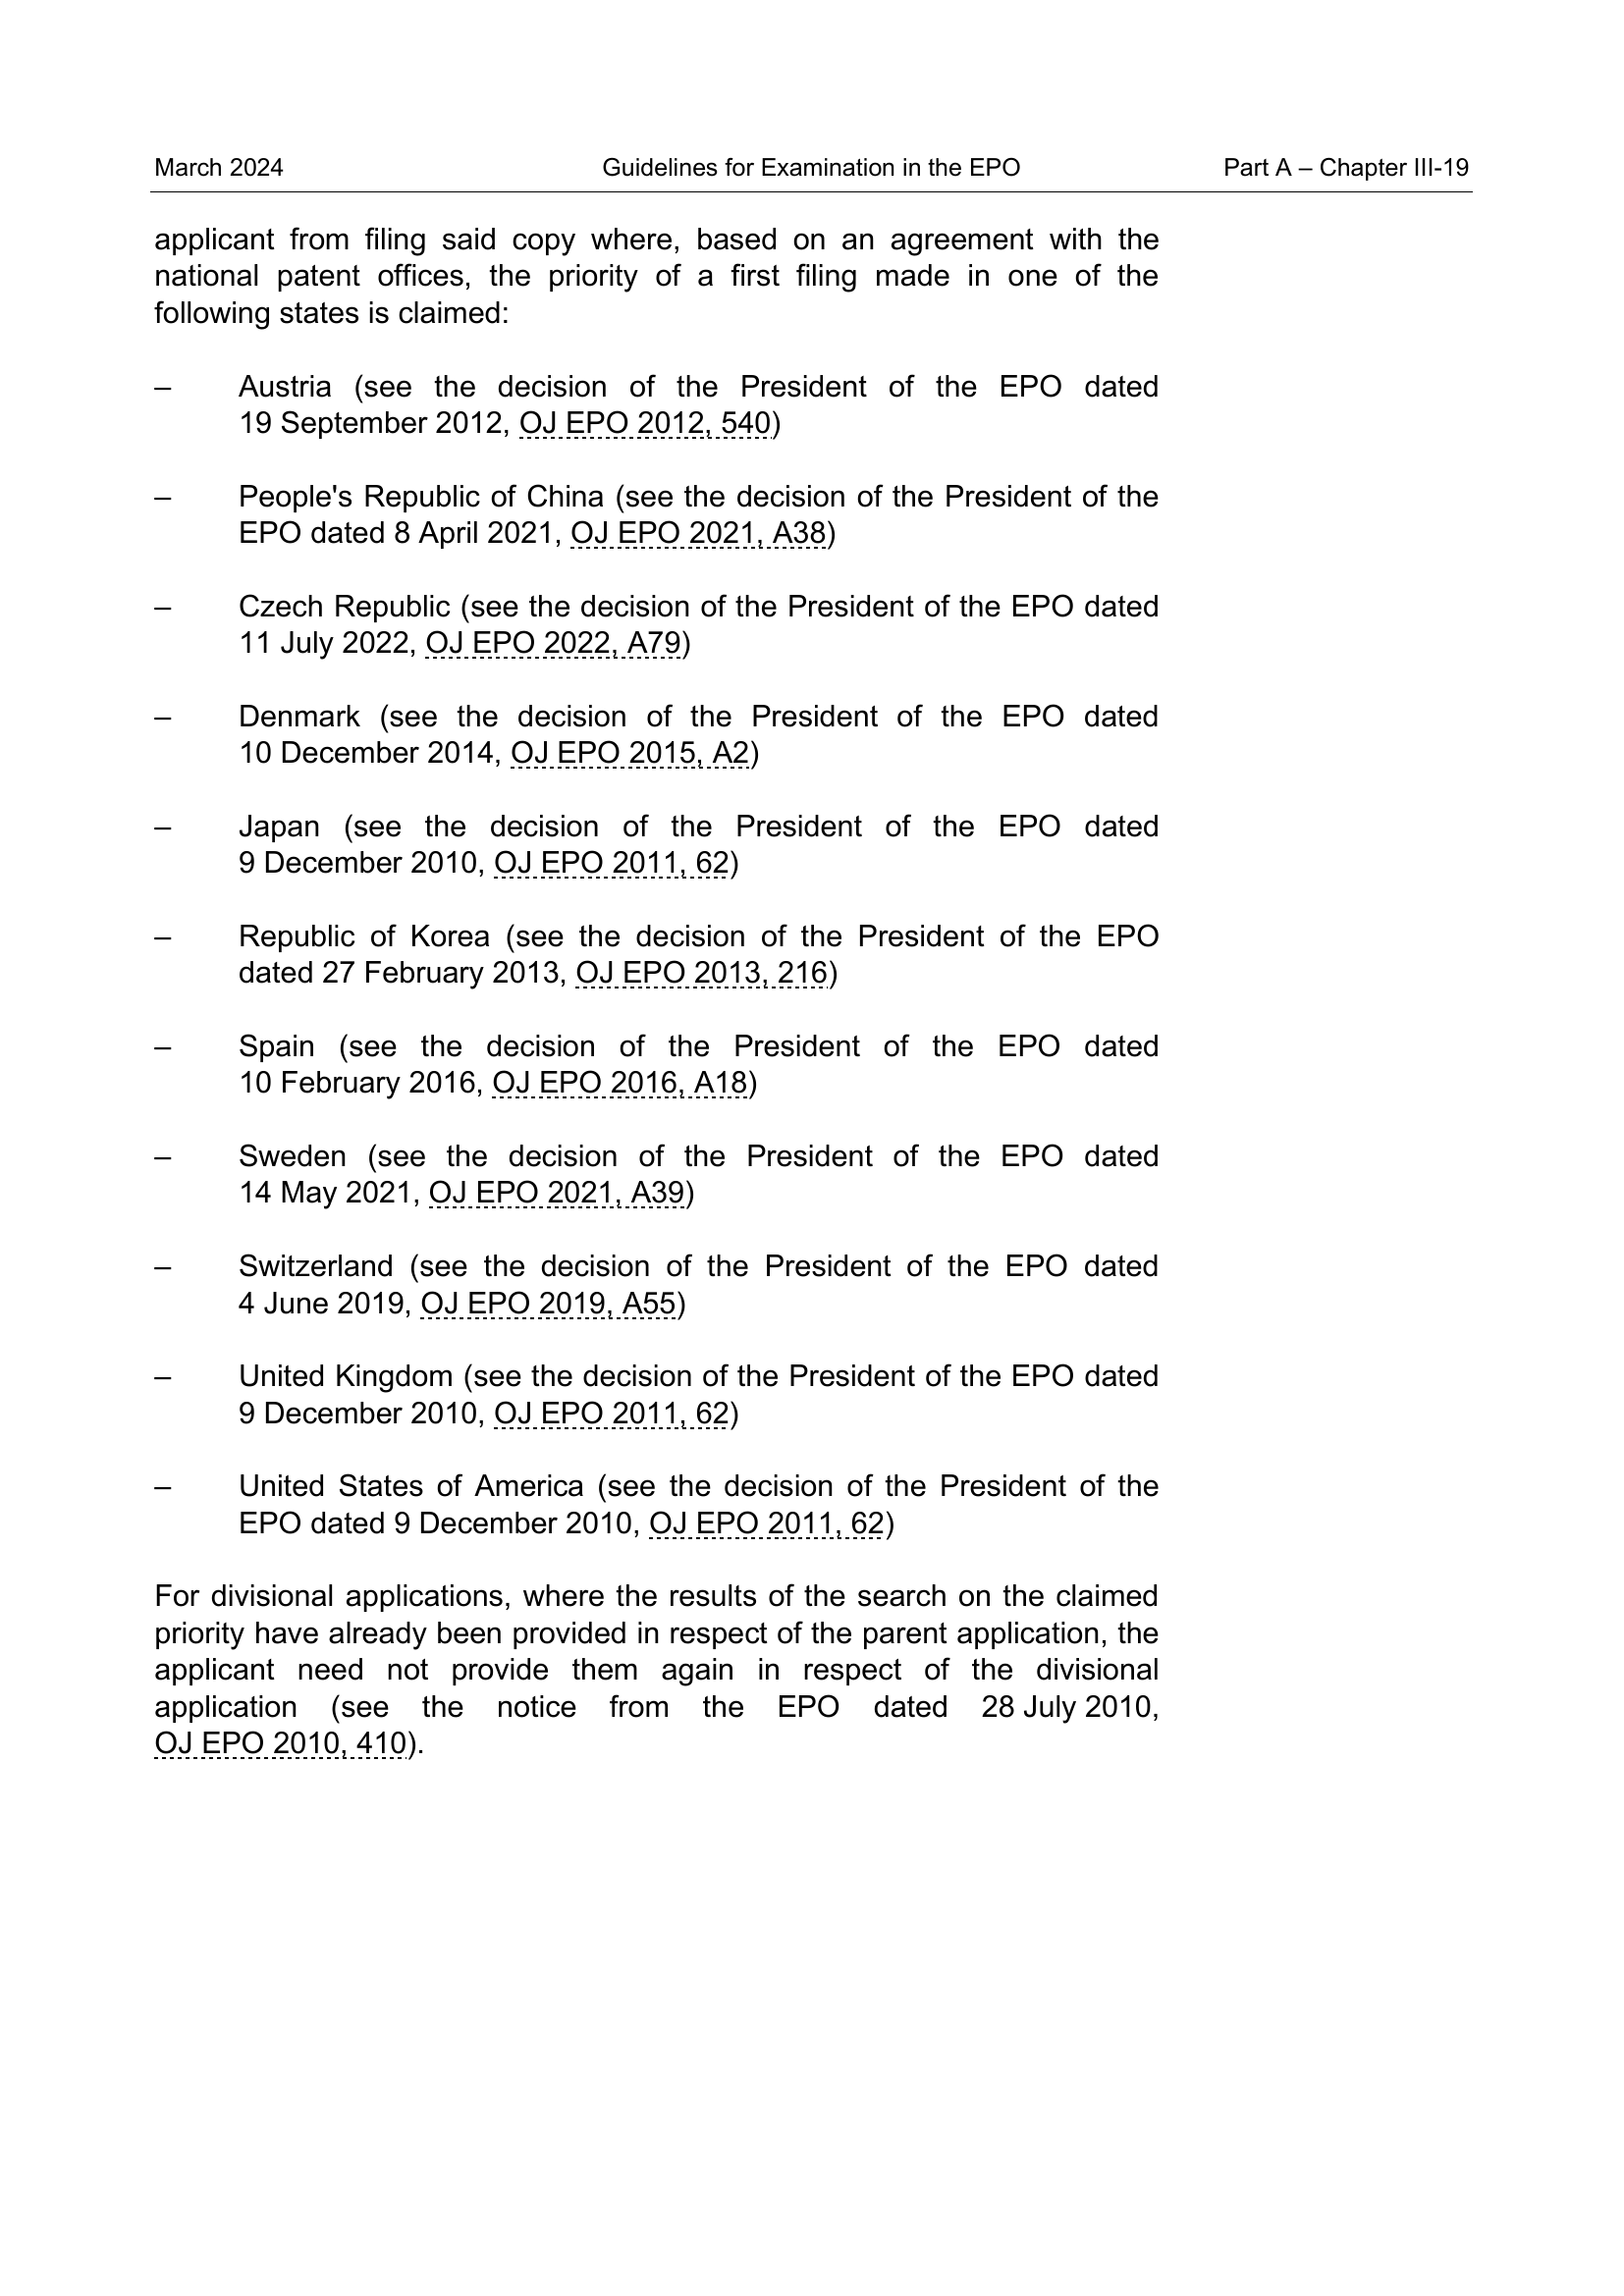 March 2024 Guidelines for Examination in the EPO Part A – Chapter III-19
applicant from filing said copy where, based on an agreement with the
national patent offices, the priority of a first filing made in one of the
following states is claimed:
– Austria (see the decision of the President of the EPO dated
19 September 2012, OJ EPO 2012, 540)
– People's Republic of China (see the decision of the President of the
EPO dated 8 April 2021, OJ EPO 2021, A38)
– Czech Republic (see the decision of the President of the EPO dated
11 July 2022, OJ EPO 2022, A79)
– Denmark (see the decision of the President of the EPO dated
10 December 2014, OJ EPO 2015, A2)
– Japan (see the decision of the President of the EPO dated
9 December 2010, OJ EPO 2011, 62)
– Republic of Korea (see the decision of the President of the EPO
dated 27 February 2013, OJ EPO 2013, 216)
– Spain (see the decision of the President of the EPO dated
10 February 2016, OJ EPO 2016, A18)
– Sweden (see the decision of the President of the EPO dated
14 May 2021, OJ EPO 2021, A39)
– Switzerland (see the decision of the President of the EPO dated
4 June 2019, OJ EPO 2019, A55)
– United Kingdom (see the decision of the President of the EPO dated
9 December 2010, OJ EPO 2011, 62)
– United States of America (see the decision of the President of the
EPO dated 9 December 2010, OJ EPO 2011, 62)
For divisional applications, where the results of the search on the claimed
priority have already been provided in respect of the parent application, the
applicant need not provide them again in respect of the divisional
application (see the notice from the EPO dated 28 July 2010,
OJ EPO 2010, 410).